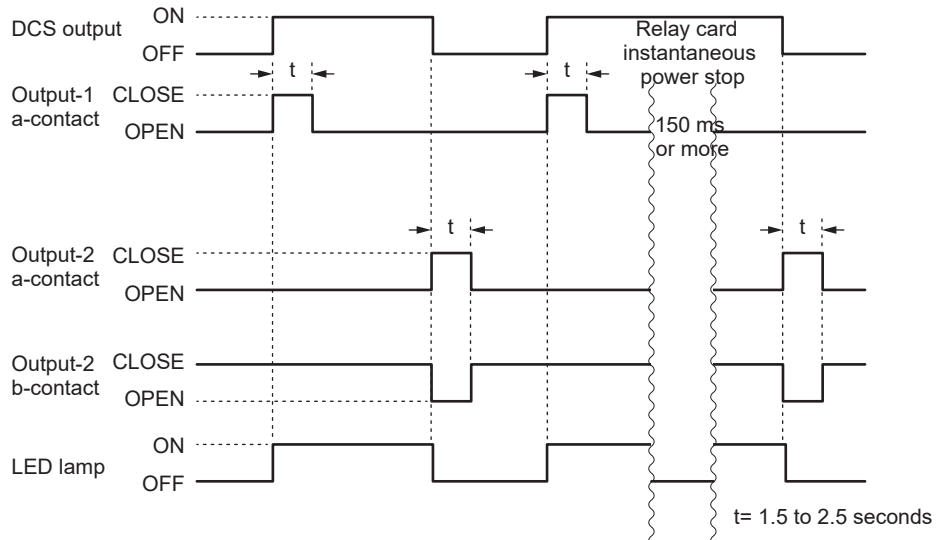 DCS output
ON
OFF
Relay card
instantaneous
power stop
t
t
Output-1
a-contact
CLOSE
OPEN
150 ms
or more
t
t
Output-2
a-contact
CLOSE
OPEN
Output-2
b-contact
CLOSE
OPEN
LED lamp
ON
OFF
t= 1.5 to 2.5 seconds